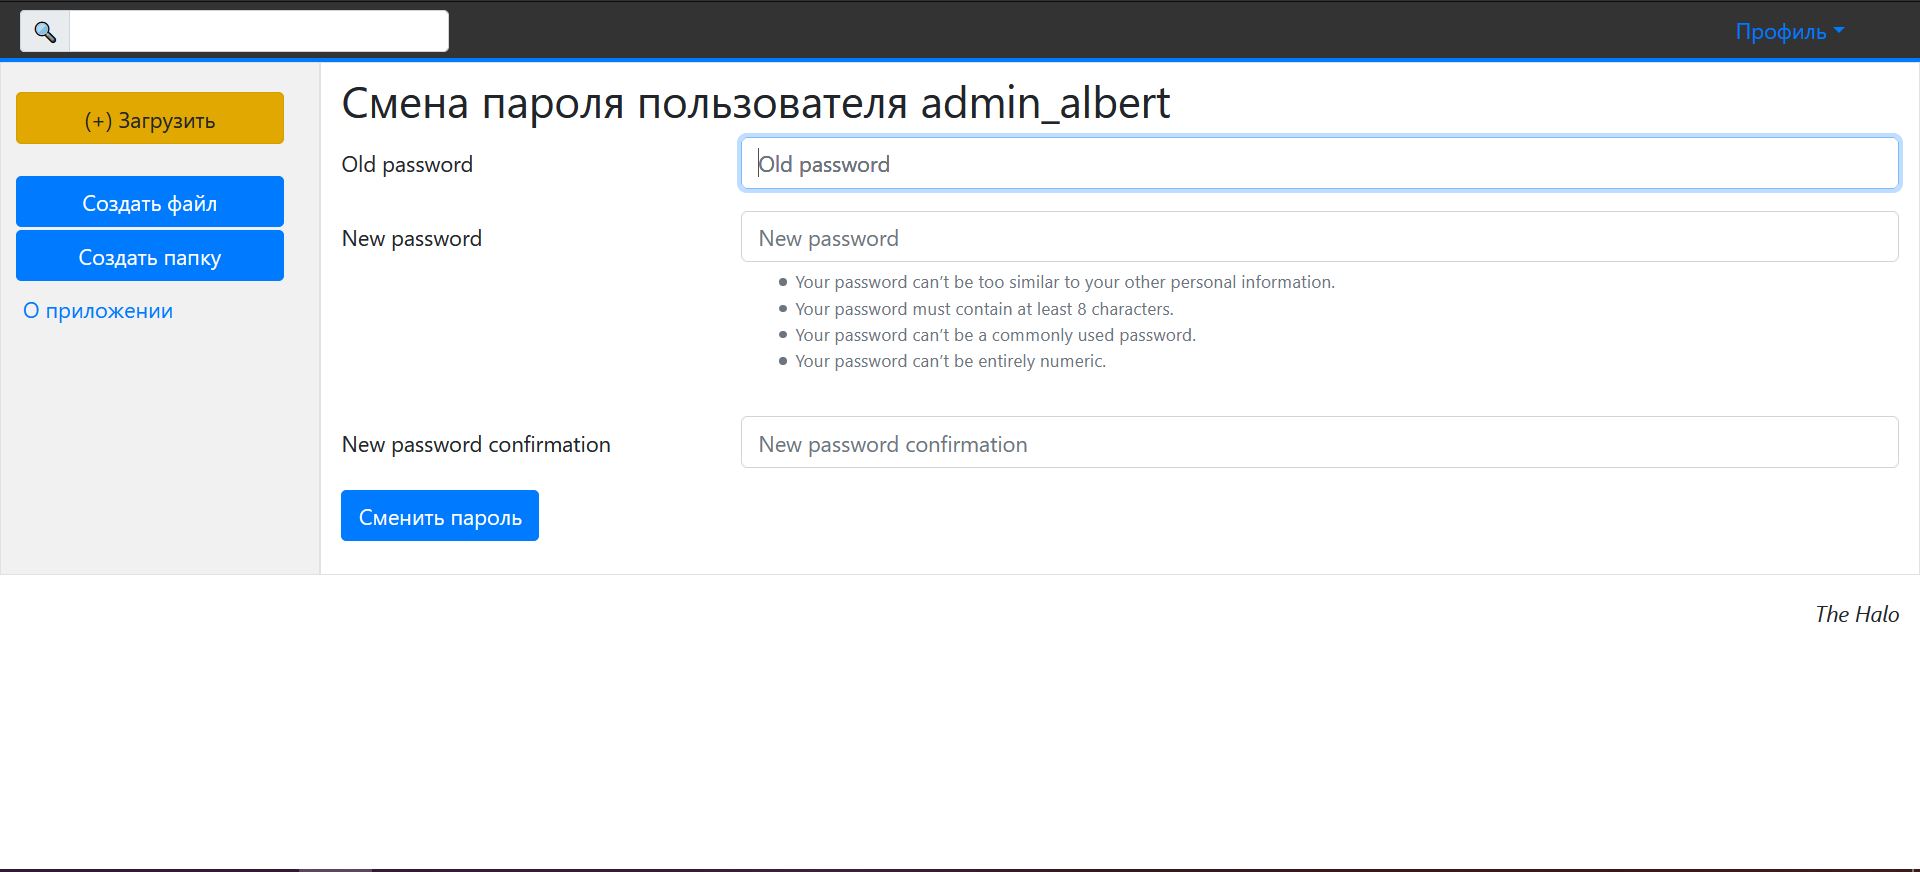 Профиль
(+) Загрузить
Создать файл
Создать папку
О приложении
Смена пароля пользователя admin_albert
Old password
Old password
New password
New password
Your password can’t be too similar to your other personal information.
Your password must contain at least 8 characters.
Your password can’t be a commonly used password.
Your password can’t be entirely numeric.
New password confirmation
New password confirmation
Сменить пароль
The Halo